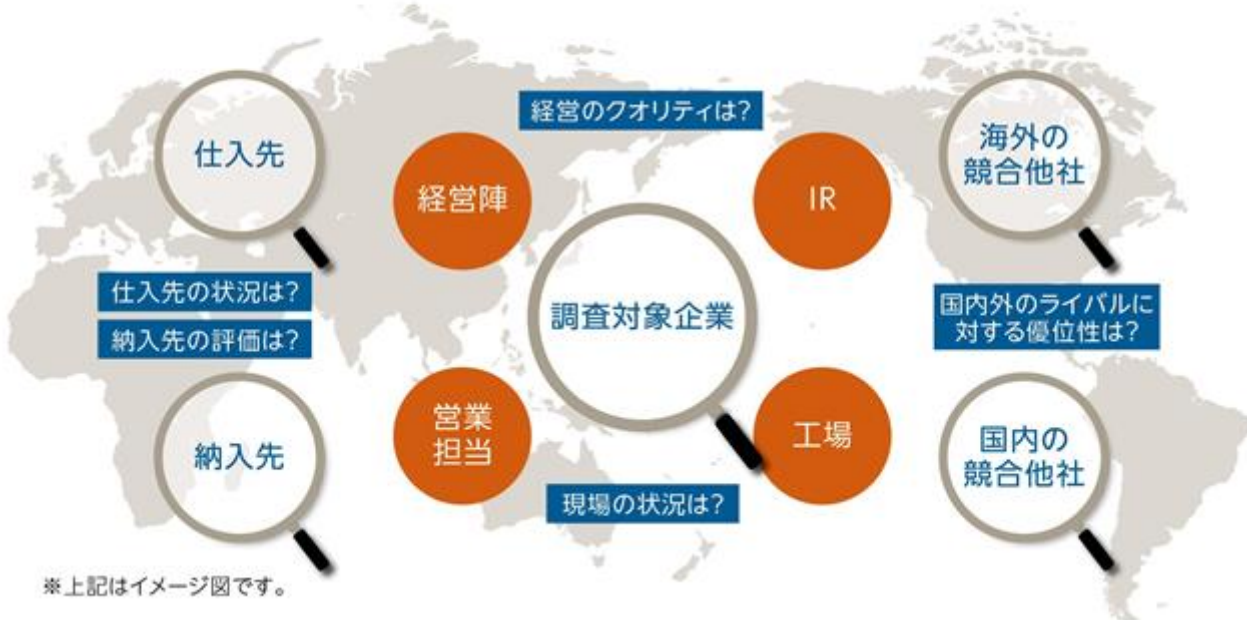 経営のクオリティは?
仕入先
経営陣
IR
海外の
競合他社
調査対象企業
仕入先の状況は?
納入先の評価は?
国内外のライバルに
対する優位性は?
納入先
営業
担当
工場
国内の
競合他社
現場の状況は?
※上記はイメージ図です。